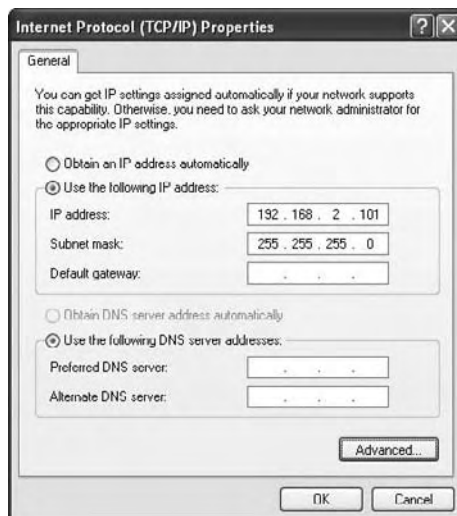 Internet Protocol (TCP/IP) Properties
General
You can get IP settings assigned automatically if your network supports
this capability. Otherwise, you need to ask your network administrator for
the appropriate IP settings.
Obtain an IP address automatically
Use the following IP address:
IP address: 192 . 168 . 2 . 101
Subnet mask: 255 . 255 . 255 . 0
Default gateway: . . .
Obtain DNS server address automatically
Use the following DNS server addresses:
Preferred DNS server: . . .
Alternate DNS server: . . .
Advanced...
OK Cancel